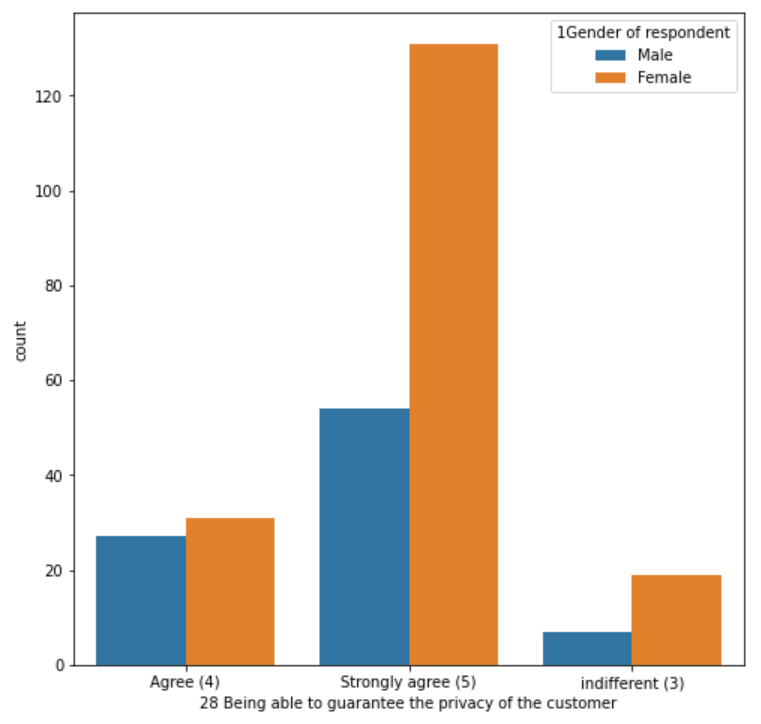 1Gender of respondent
Male
Female
120
100
80
60
40
20
0
count
Agree (4)
Strongly agree (5)
indifferent (3)
28 Being able to guarantee the privacy of the customer